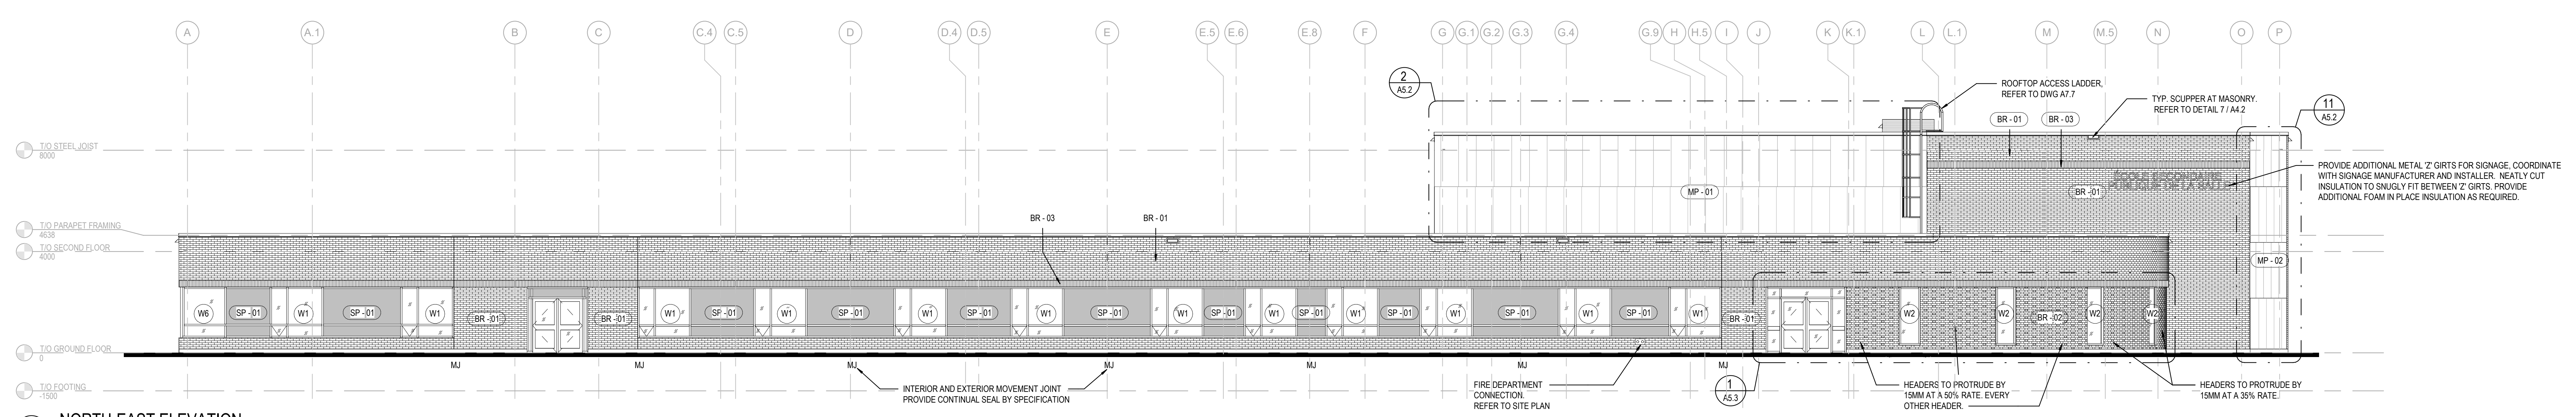 A A.1 B C C.4 C.5 D D.4 D.5 E E.5 E.6 E.8 F G G.1 G.2 G.3 G.4 G.9 H H.5 I J K K.1 L L.1 M M.5 N O P
2
A5.2
ROOFTOP ACCESS LADDER,
REFER TO DWG A7.7
TYP. SCUPPER AT MASONRY.
REFER TO DETAIL 7 / A4.2
11
A5.2
BR - 01 BR - 03
T/O STEEL JOIST
8000
PROVIDE ADDITIONAL METAL 'Z' GIRTS FOR SIGNAGE, COORDINATE
WITH SIGNAGE MANUFACTURER AND INSTALLER. NEATLY CUT
INSULATION TO SNUGLY FIT BETWEEN 'Z' GIRTS. PROVIDE
ADDITIONAL FOAM IN PLACE INSULATION AS REQUIRED.
ÉCOLE SECONDAIRE
PUBLIQUE DE LA SALLE
MP - 01
BR - 01
T/O PARAPET FRAMING
4638
BR - 03 BR - 01
T/O SECOND FLOOR
4000
MP - 02
W6 SP - 01 W1 SP - 01 W1 BR - 01 BR - 01 W1 SP - 01 W1 SP - 01 W1 SP - 01 W1 SP - 01 W1 SP - 01 W1 SP - 01 W1 SP - 01 W1 SP - 01 W1 SP - 01 W1 BR - 01 W2 W2 BR - 02 W2 W2
T/O GROUND FLOOR
0
MJ MJ MJ MJ MJ MJ MJ
T/O FOOTING
-1500
INTERIOR AND EXTERIOR MOVEMENT JOINT
PROVIDE CONTINUAL SEAL BY SPECIFICATION
FIRE DEPARTMENT
CONNECTION.
REFER TO SITE PLAN
1
A5.3
HEADERS TO PROTRUDE BY
15MM AT A 50% RATE. EVERY
OTHER HEADER.
HEADERS TO PROTRUDE BY
15MM AT A 35% RATE.
NORTH EAST ELEVATION